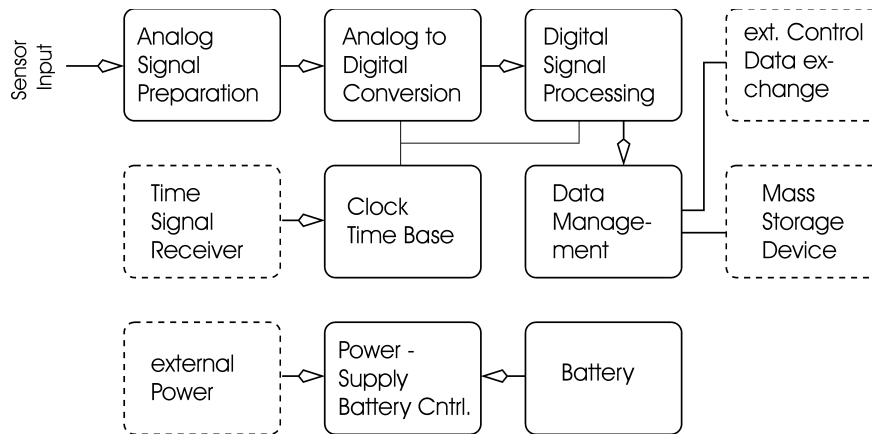 Sensor
Input
Analog
Signal
Preparation
Analog to
Digital
Conversion
Digital
Signal
Processing
ext. Control
Data ex-
change
Time
Signal
Receiver
Clock
Time Base
Data
Manage-
ment
Mass
Storage
Device
external
Power
Power -
Supply
Battery Cntrl.
Battery